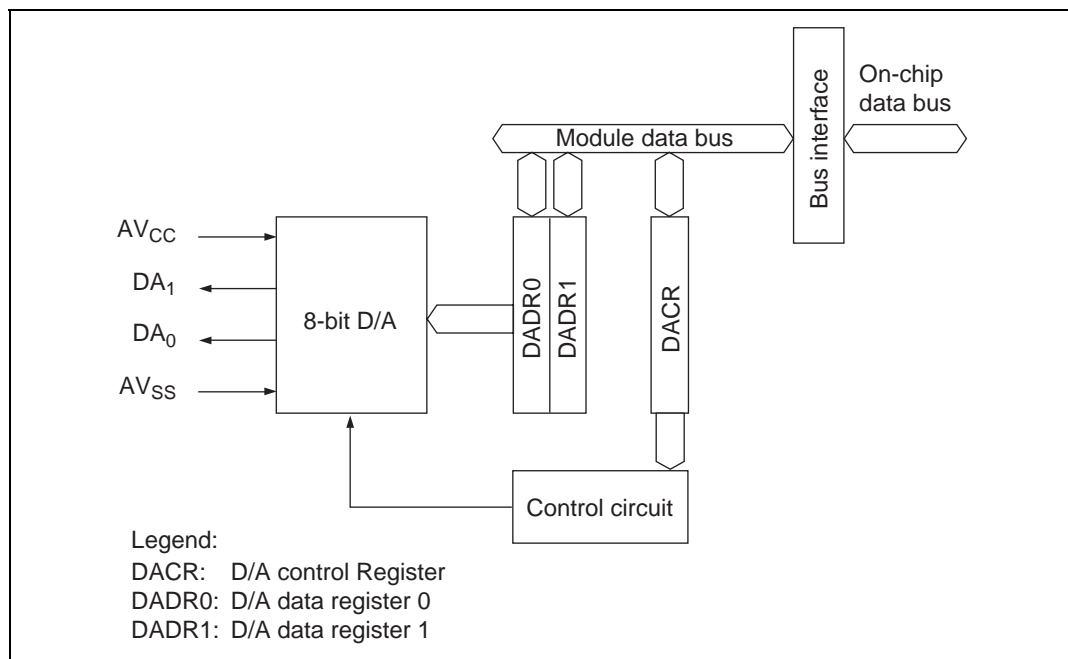 On-chip
data bus
Bus interface
Module data bus
AVCC
DA1
DA0
AVSS
8-bit D/A
DADR0
DADR1
DACR
Control circuit
Legend:
DACR: D/A control Register
DADR0: D/A data register 0
DADR1: D/A data register 1